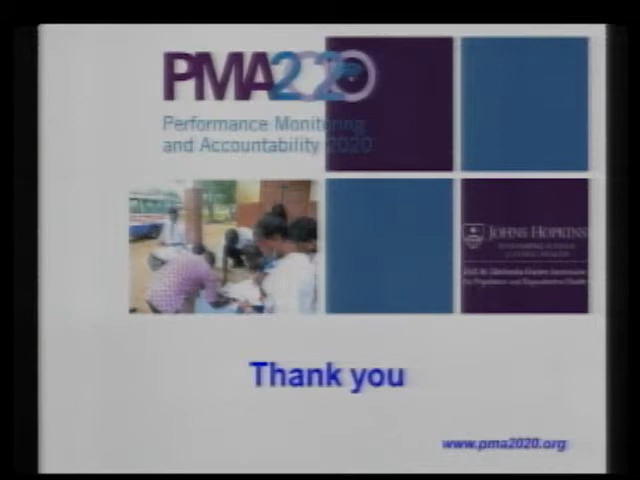 PMA2020
Performance Monitoring
and Accountability 2020
JOHNS HOPKINS
Thank you
www.pma2020.org